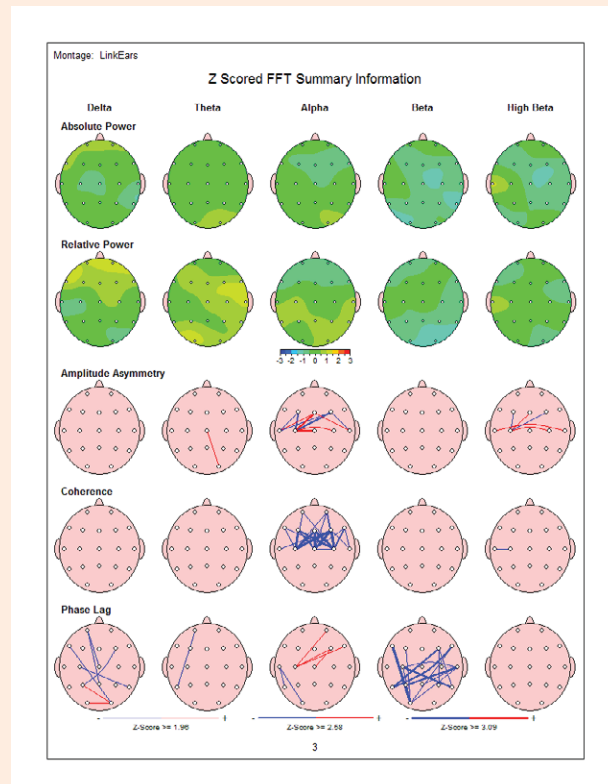 Montage: LinkEars
Z Scored FFT Summary Information
Delta Theta Alpha Beta High Beta
Absolute Power
Relative Power
-3 -2 -1 0 1 2 3
Amplitude Asymmetry
Coherence
Phase Lag
- + - + - +
Z-Score >= 1.96 Z-Score >= 2.58 Z-Score >= 3.09
3